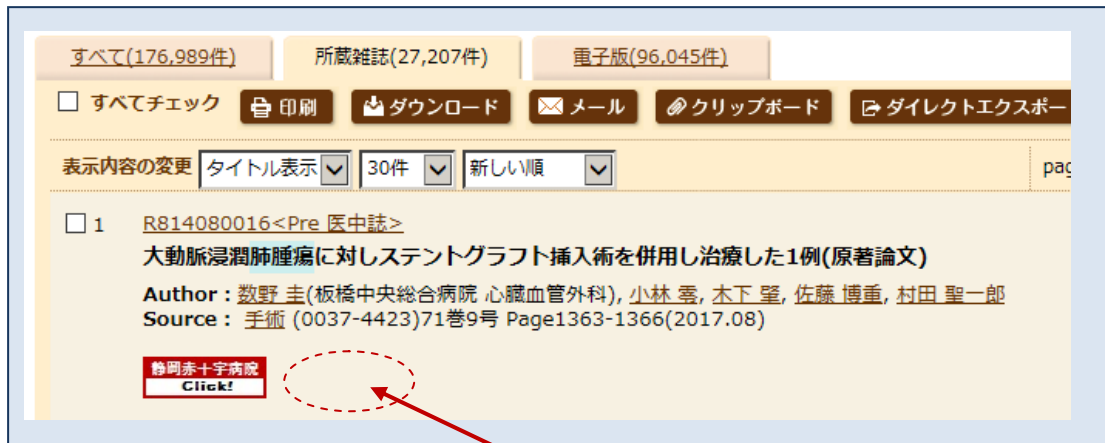 すべて(176,989件) 所蔵雑誌(27,207件) 電子版(96,045件)
すべてチェック 印刷 ダウンロード メール クリップボード ダイレクトエクスポー
表示内容の変更 タイトル表示 30件 新しい順 pag
1 R814080016<Pre 医中誌>
大動脈浸潤肺腫瘍に対しステントグラフト挿入術を併用し治療した1例(原著論文)
Author : 数野 圭(板橋中央総合病院 心臓血管外科), 小林 零, 木下 肇, 佐藤 博重, 村田 聖一郎
Source : 手術 (0037-4423)71巻9号 Page1363-1366(2017.08)
静岡赤十字病院
Click!